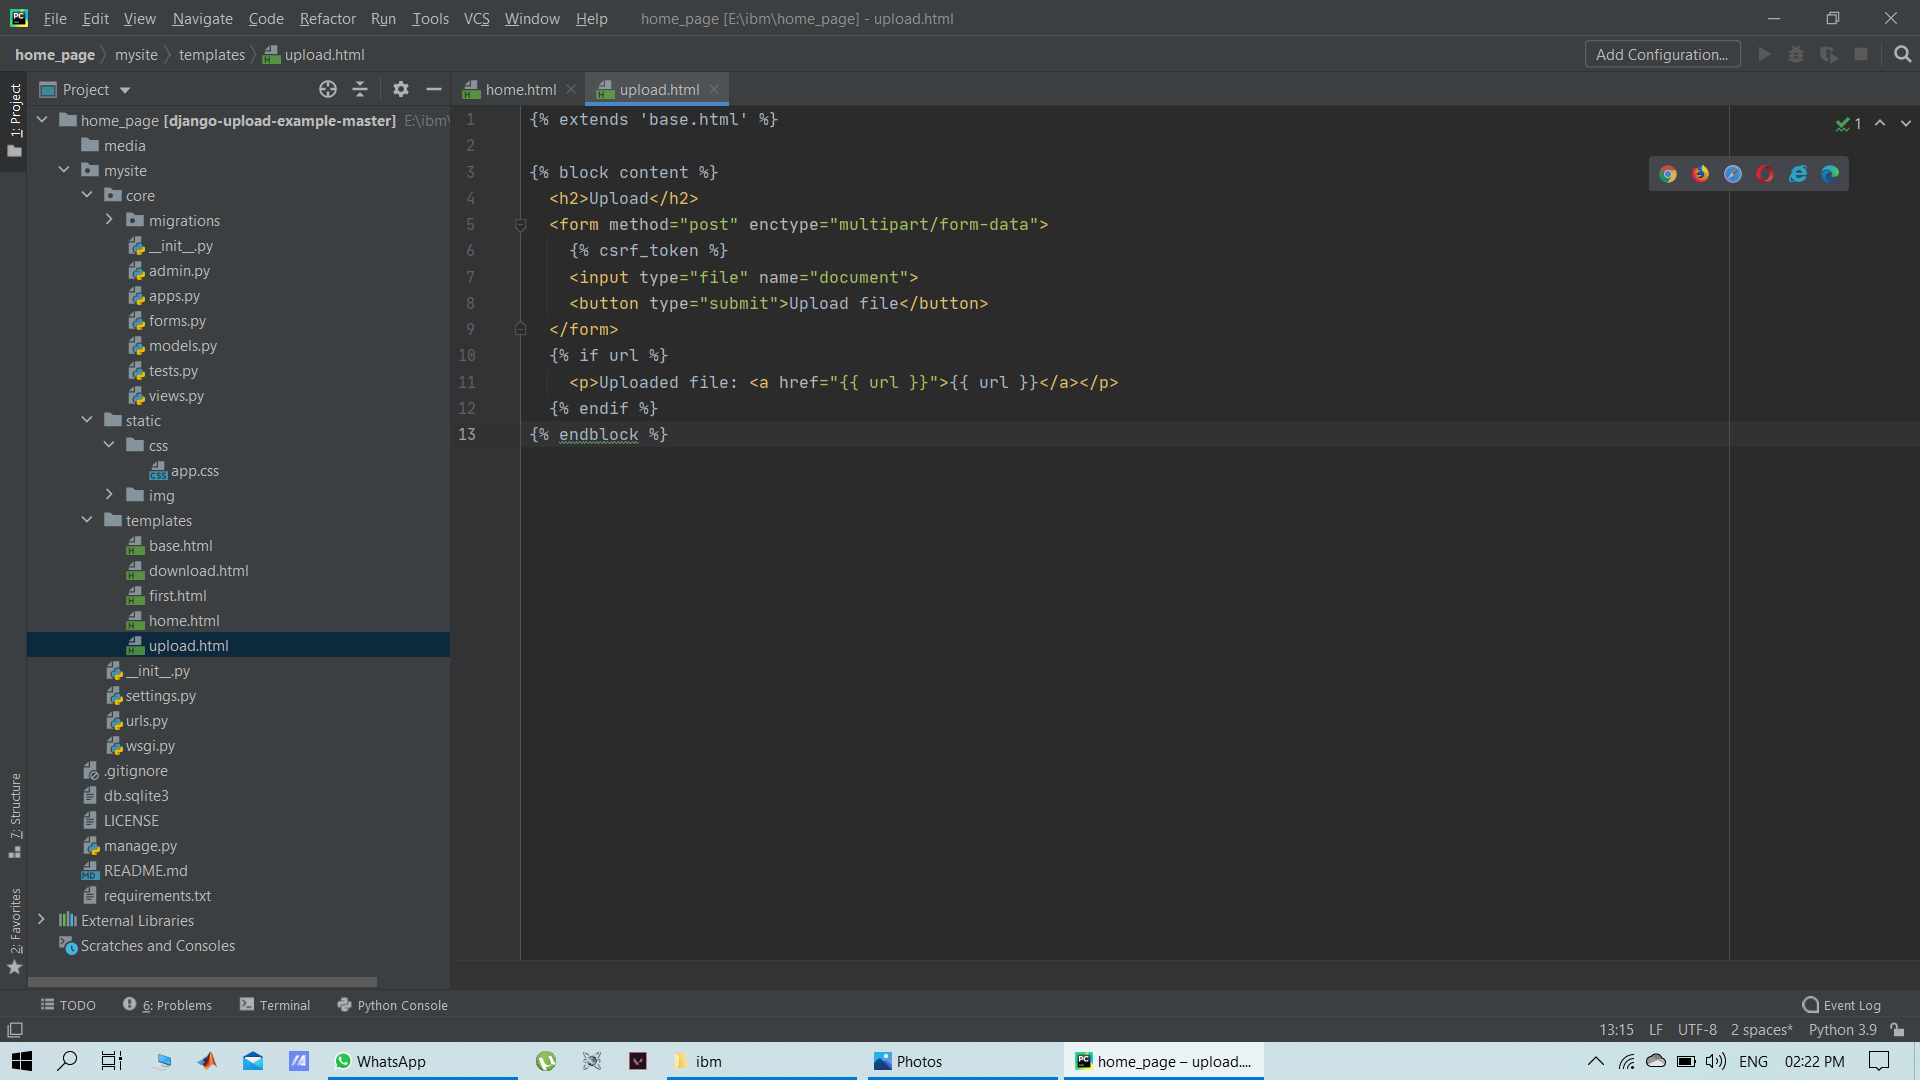 File Edit View Navigate Code Refactor Run Tools VCS Window Help home_page [E:\ibm\home_page] - upload.html
home_page mysite templates upload.html Add Configuration...
1: Project
Project
home.html upload.html
home_page [django-upload-example-master] E:\ibm\
media
mysite
core
migrations
__init__.py
admin.py
apps.py
forms.py
models.py
tests.py
views.py
static
css
app.css
img
templates
base.html
download.html
first.html
home.html
upload.html
__init__.py
settings.py
urls.py
wsgi.py
.gitignore
db.sqlite3
LICENSE
manage.py
README.md
requirements.txt
External Libraries
Scratches and Consoles
7: Structure
2: Favorites
1 {% extends 'base.html' %}
2
3 {% block content %}
4 <h2>Upload</h2>
5 <form method="post" enctype="multipart/form-data">
6 {% csrf_token %}
7 <input type="file" name="document">
8 <button type="submit">Upload file</button>
9 </form>
10 {% if url %}
11 <p>Uploaded file: <a href="{{ url }}">{{ url }}</a></p>
12 {% endif %}
13 {% endblock %}
1
TODO 6: Problems Terminal Python Console Event Log
13:15 LF UTF-8 2 spaces* Python 3.9
WhatsApp ibm Photos home_page – upload.... ENG 02:22 PM